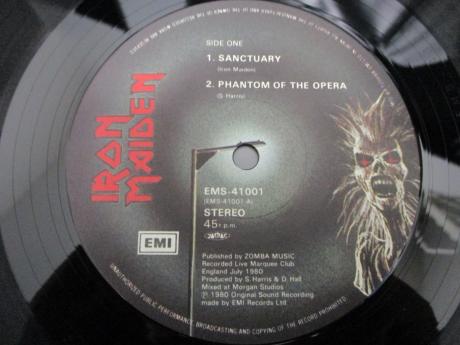 SIDE ONE
1. SANCTUARY
(Iron Maiden)
2. PHANTOM OF THE OPERA
(S. Harris)
IRON
MAIDEN
EMS-41001
(EMS-41001-A)
STEREO
45 r.p.m.
EMI
Published by ZOMBA MUSIC
Recorded Live Marquee Club
England July 1980
Produced by S. Harris & D. Hall
Mixed at Morgan Studios
Ⓟ 1980 Original Sound Recording
made by EMI Records Ltd
UNAUTHORIZED PUBLIC PERFORMANCE, BROADCASTING AND COPYING OF THE RECORD PROHIBITED.